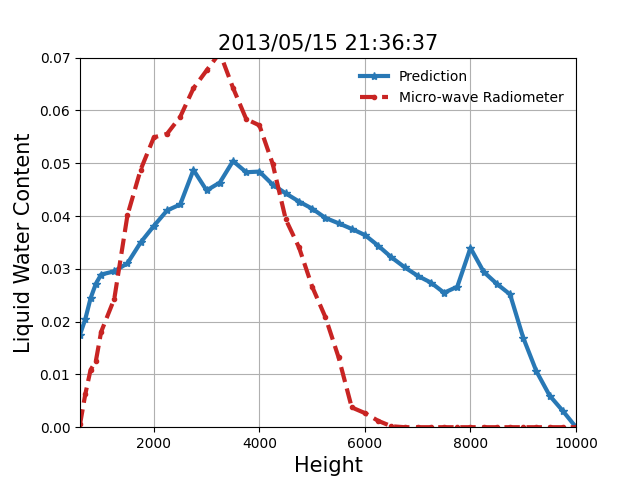 2013/05/15 21:36:37
0.07
0.06
0.05
0.04
0.03
0.02
0.01
0.00
Liquid Water Content
Prediction
Micro-wave Radiometer
2000 4000 6000 8000 10000
Height